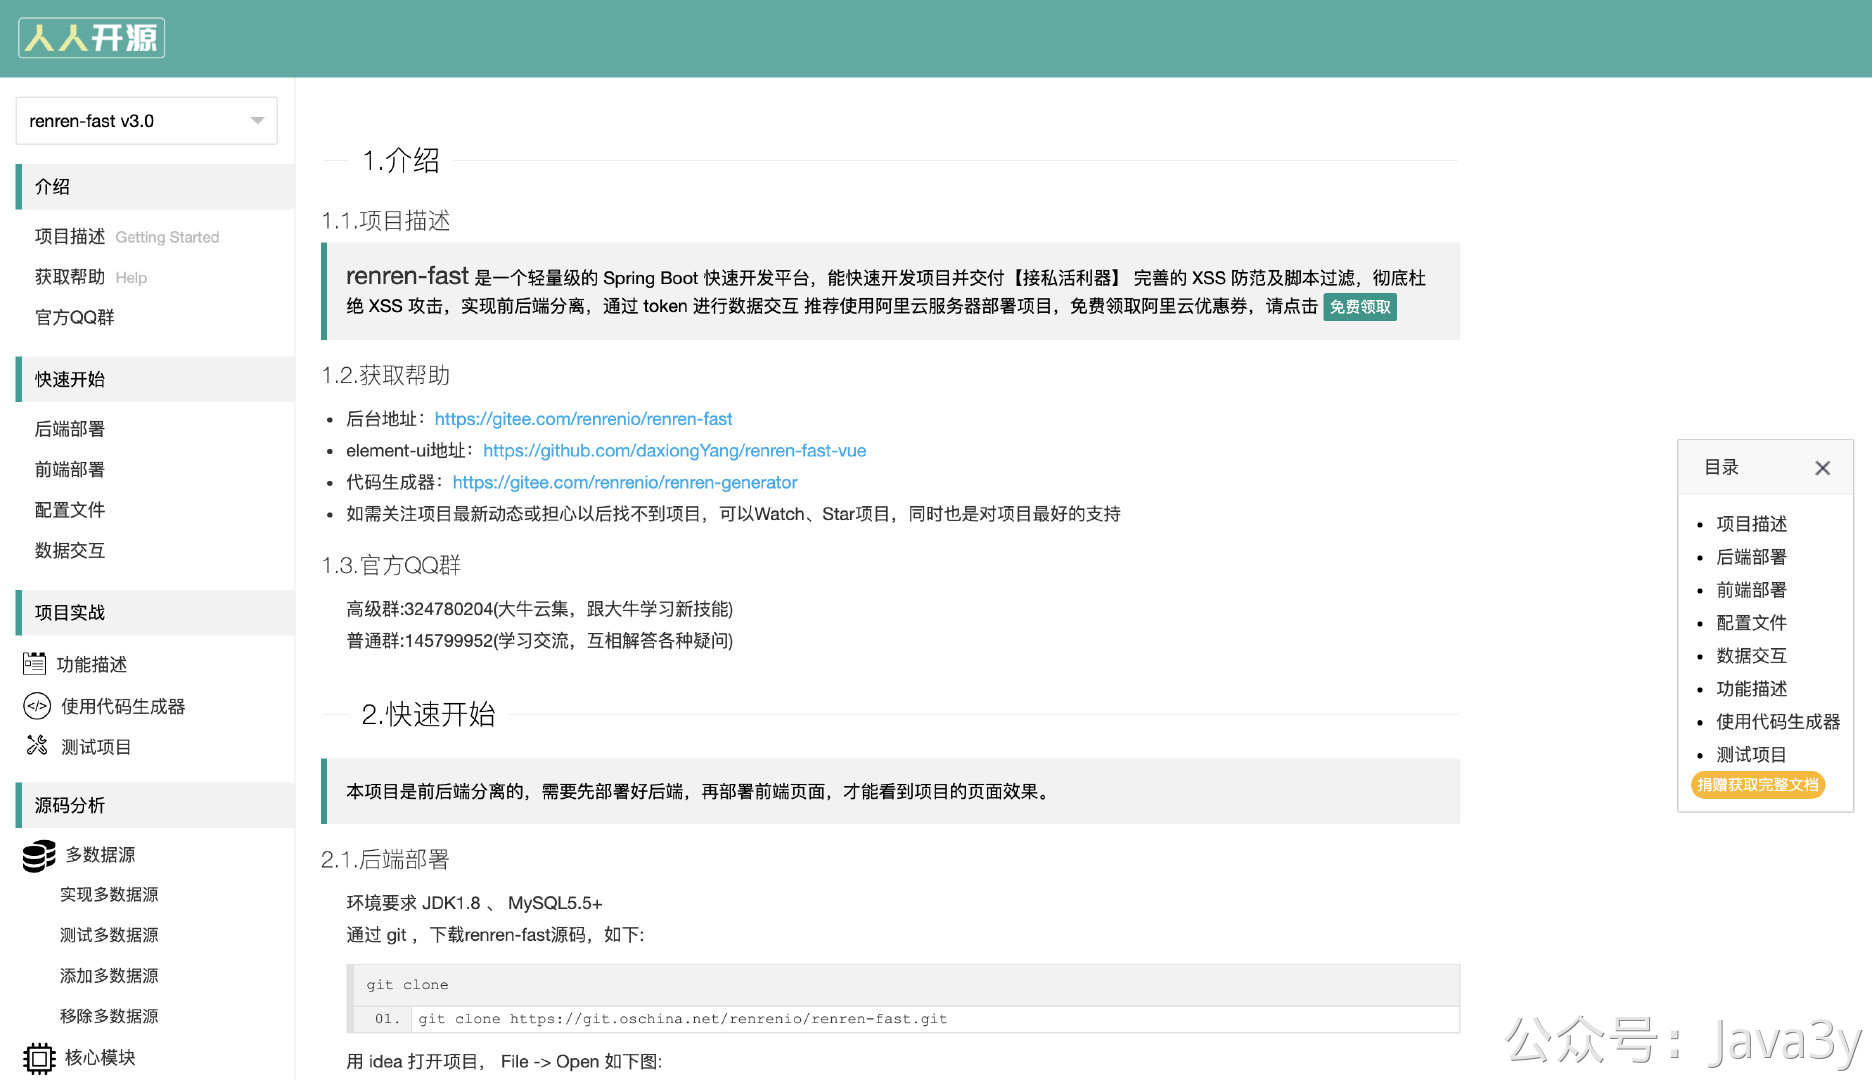 人人开源
renren-fast v3.0
介绍
项目描述 Getting Started
获取帮助 Help
官方QQ群
快速开始
后端部署
前端部署
配置文件
数据交互
项目实战
功能描述
使用代码生成器
测试项目
源码分析
多数据源
实现多数据源
测试多数据源
添加多数据源
移除多数据源
核心模块
1.介绍
1.1.项目描述
renren-fast 是一个轻量级的 Spring Boot 快速开发平台，能快速开发项目并交付【接私活利器】 完善的 XSS 防范及脚本过滤，彻底杜
绝 XSS 攻击，实现前后端分离，通过 token 进行数据交互 推荐使用阿里云服务器部署项目，免费领取阿里云优惠券，请点击 免费领取
1.2.获取帮助
• 后台地址：https://gitee.com/renrenio/renren-fast
• element-ui地址：https://github.com/daxiongYang/renren-fast-vue
• 代码生成器：https://gitee.com/renrenio/renren-generator
• 如需关注项目最新动态或担心以后找不到项目，可以Watch、Star项目，同时也是对项目最好的支持
1.3.官方QQ群
高级群:324780204(大牛云集，跟大牛学习新技能)
普通群:145799952(学习交流，互相解答各种疑问)
2.快速开始
本项目是前后端分离的，需要先部署好后端，再部署前端页面，才能看到项目的页面效果。
2.1.后端部署
环境要求 JDK1.8 、 MySQL5.5+
通过 git ，下载renren-fast源码，如下:
git clone
01. git clone https://git.oschina.net/renrenio/renren-fast.git
用 idea 打开项目， File -> Open 如下图:
目录
• 项目描述
• 后端部署
• 前端部署
• 配置文件
• 数据交互
• 功能描述
• 使用代码生成器
• 测试项目
捐赠获取完整文档
公众号：Java3y